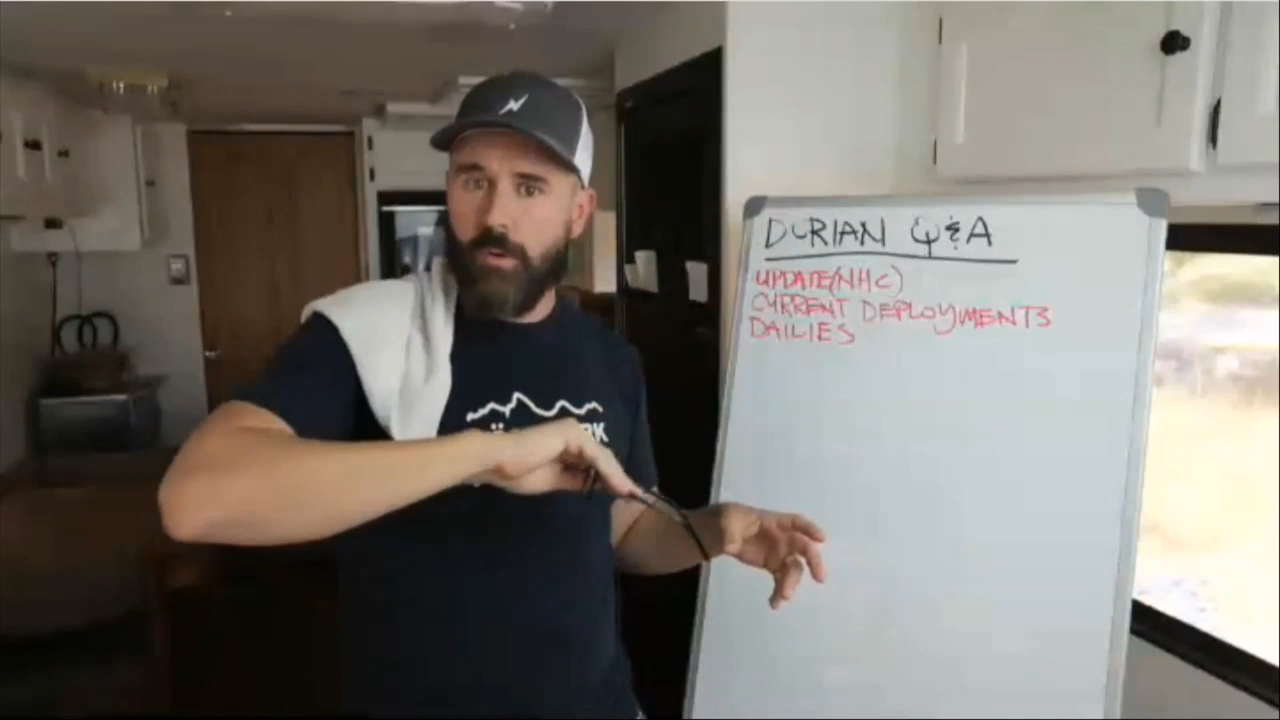 DURIAN Q&A
UPDATE(NHC)
CURRENT DEPLOYMENTS
DAILIES